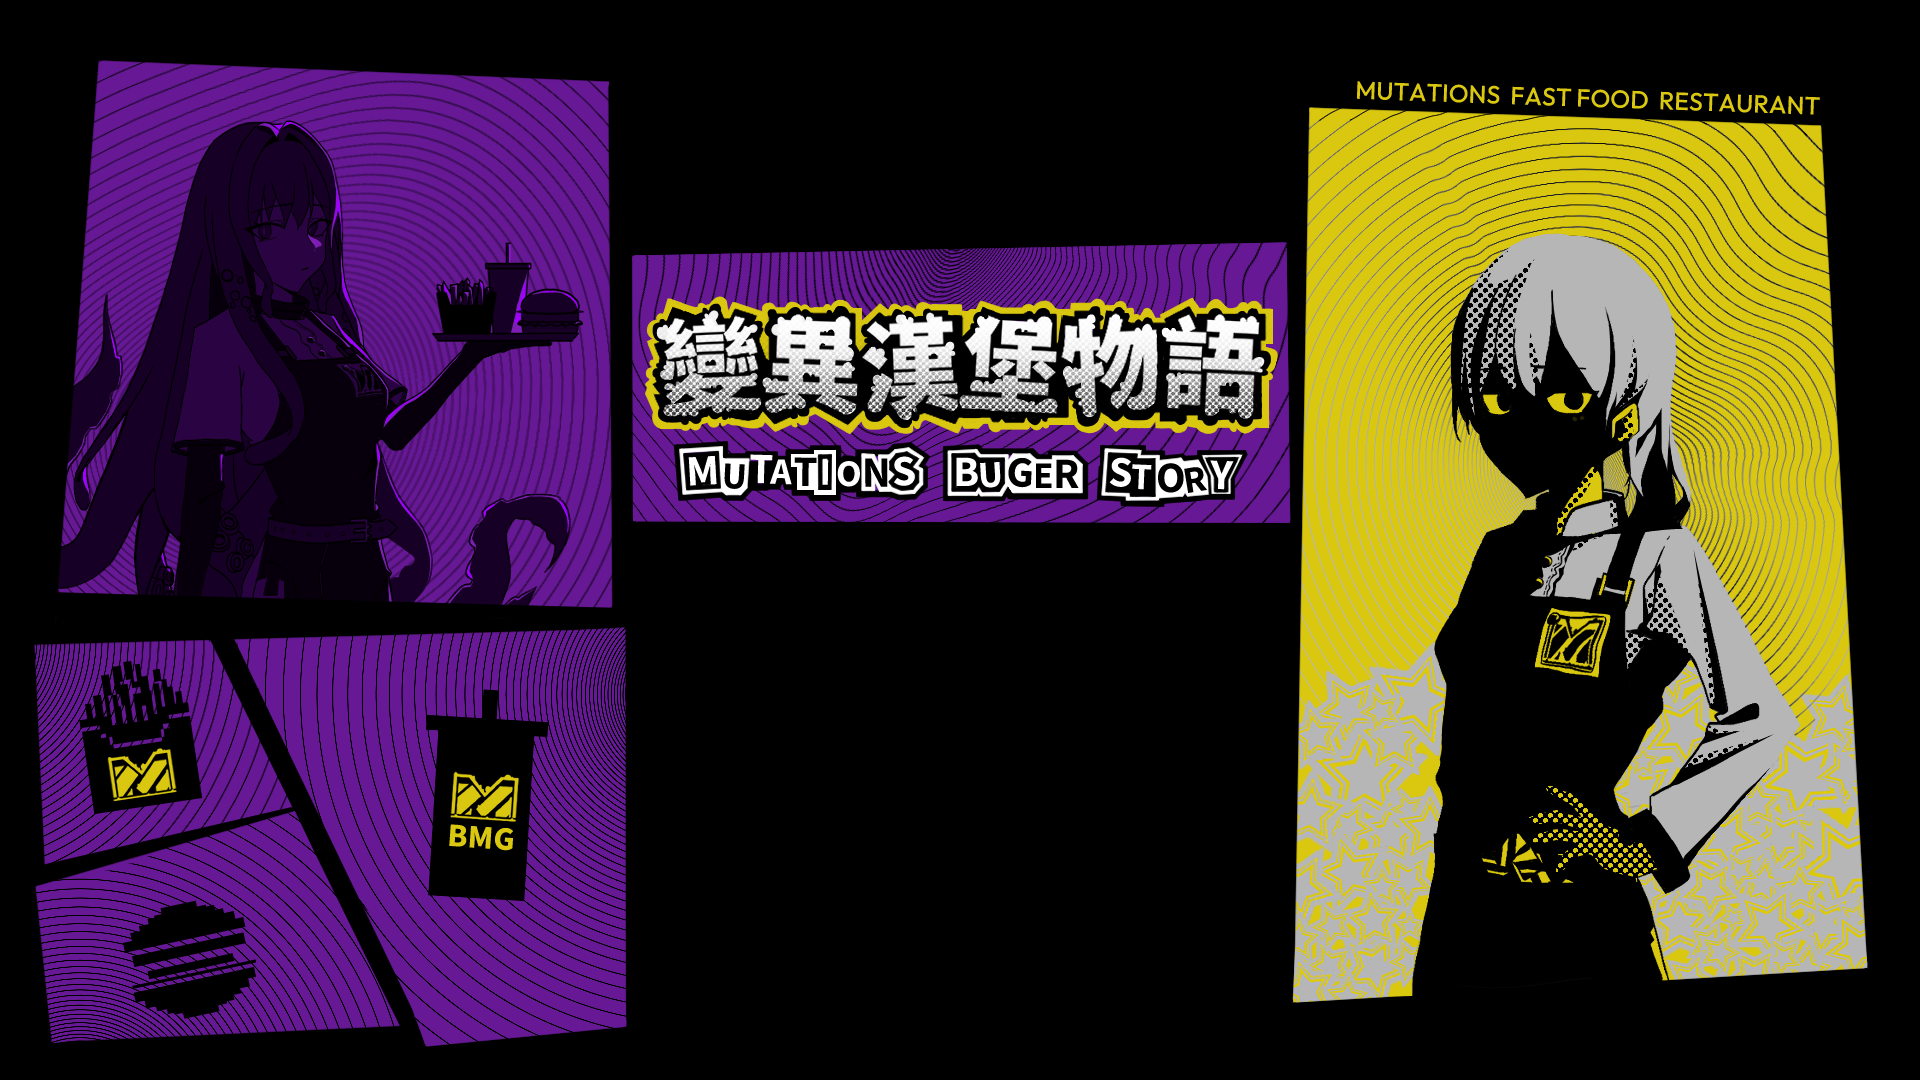 MUTATIONS FAST FOOD RESTAURANT
變異漢堡物語
MUTATIONS BUGER STORY
M
M
BMG
M